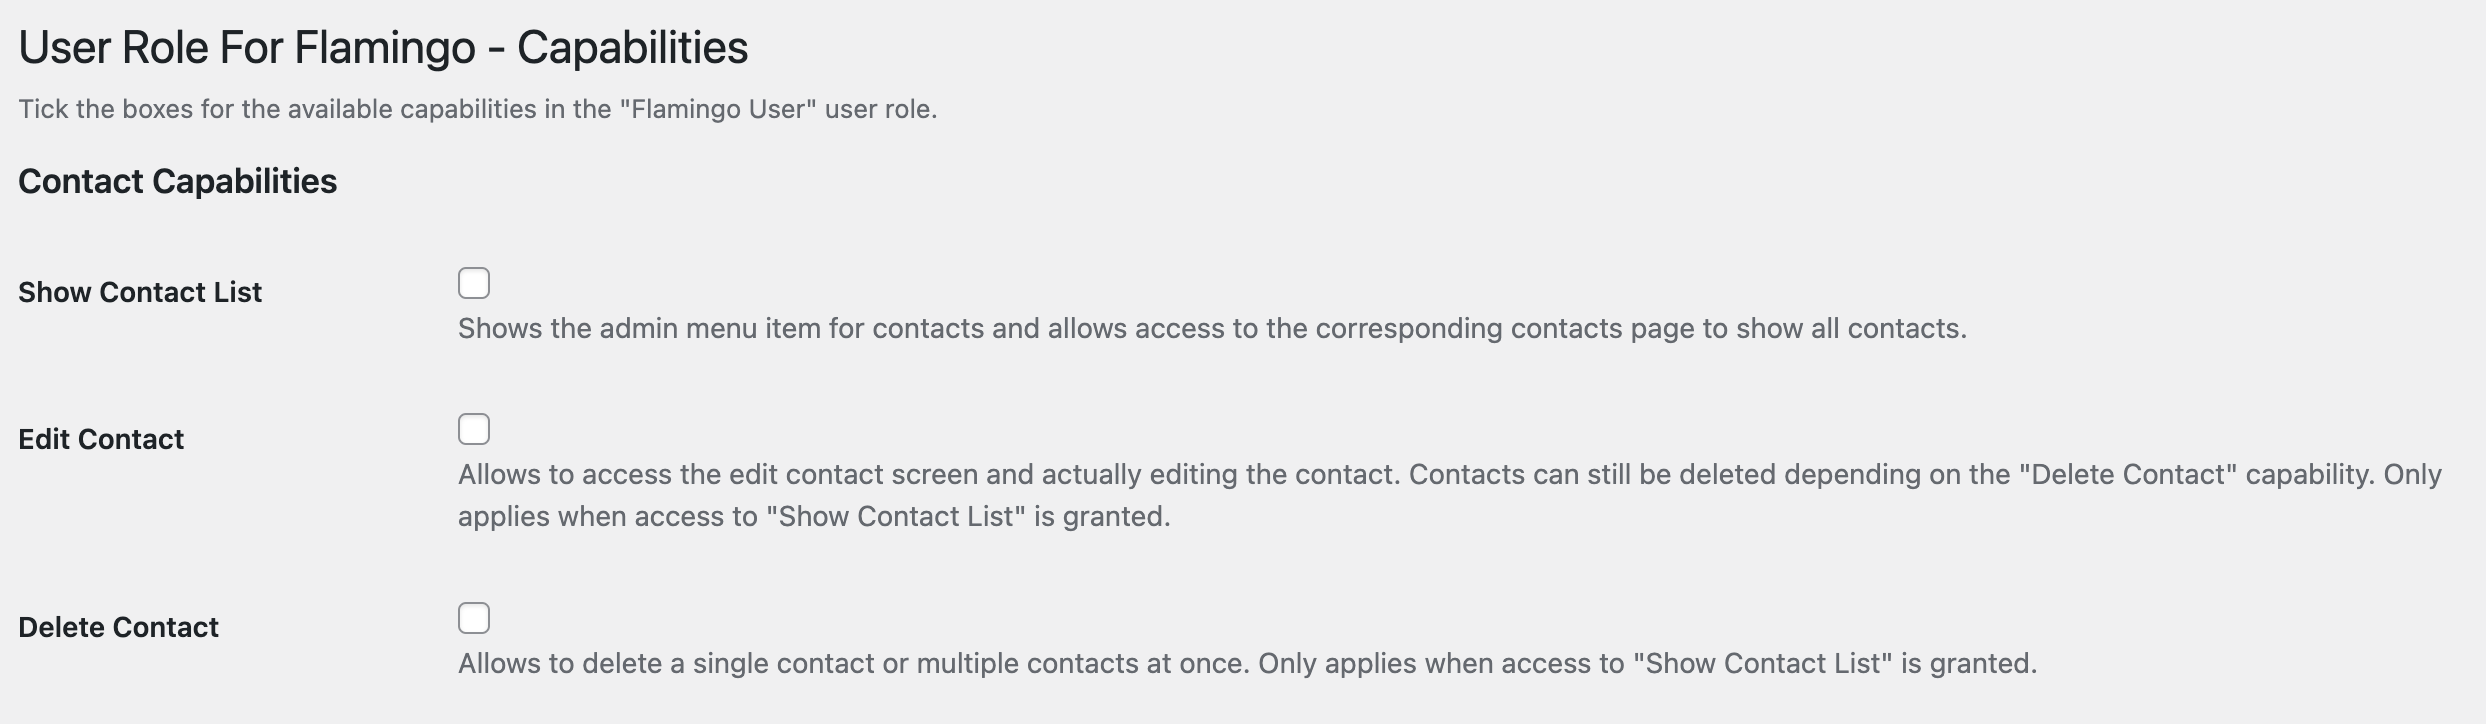 User Role For Flamingo - Capabilities
Tick the boxes for the available capabilities in the "Flamingo User" user role.
Contact Capabilities
Show Contact List
Shows the admin menu item for contacts and allows access to the corresponding contacts page to show all contacts.
Edit Contact
Allows to access the edit contact screen and actually editing the contact. Contacts can still be deleted depending on the "Delete Contact" capability. Only
applies when access to "Show Contact List" is granted.
Delete Contact
Allows to delete a single contact or multiple contacts at once. Only applies when access to "Show Contact List" is granted.